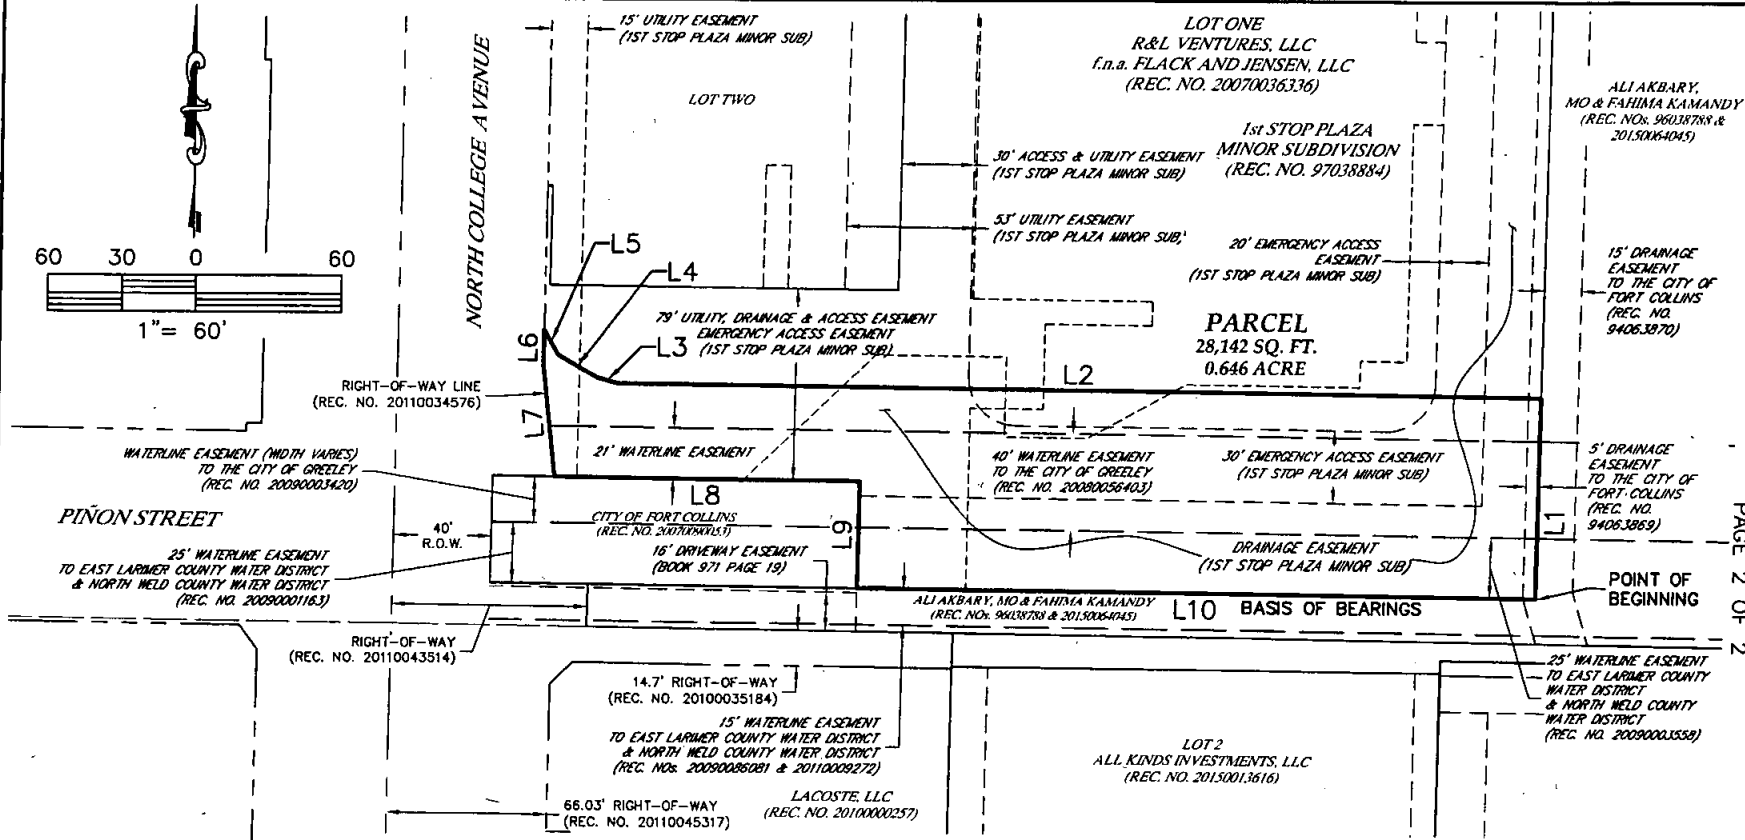 15' UTILITY EASEMENT
(1ST STOP PLAZA MINOR SUB)
NORTH COLLEGE AVENUE
LOT TWO
LOT ONE
R&L VENTURES, LLC
f.n.a. FLACK AND JENSEN, LLC
(REC. NO. 20070036336)
1st STOP PLAZA
MINOR SUBDIVISION
(REC. NO. 97038884)
ALI AKBARY,
MO & FAHIMA KAMANDY
(REC. NOs. 96038788 &
20150064045)
30' ACCESS & UTILITY EASEMENT
(1ST STOP PLAZA MINOR SUB)
53' UTILITY EASEMENT
(1ST STOP PLAZA MINOR SUB)
20' EMERGENCY ACCESS
EASEMENT
(1ST STOP PLAZA MINOR SUB)
15' DRAINAGE
EASEMENT
TO THE CITY OF
FORT COLLINS
(REC. NO.
94063870)
60 30 0 60
1"= 60'
L5
L4
L3
L6
L7
79' UTILITY, DRAINAGE & ACCESS EASEMENT
EMERGENCY ACCESS EASEMENT
(1ST STOP PLAZA MINOR SUB)
PARCEL
28,142 SQ. FT.
0.646 ACRE
L2
RIGHT-OF-WAY LINE
(REC. NO. 20110034576)
WATERLINE EASEMENT (WIDTH VARIES)
TO THE CITY OF GREELEY
(REC. NO. 20090003420)
21' WATERLINE EASEMENT
40' WATERLINE EASEMENT
TO THE CITY OF GREELEY
(REC. NO. 20080056403)
30' EMERGENCY ACCESS EASEMENT
(1ST STOP PLAZA MINOR SUB)
5' DRAINAGE
EASEMENT
TO THE CITY OF
FORT COLLINS
(REC. NO.
94063869)
PIÑON STREET
40'
R.O.W.
L8
CITY OF FORT COLLINS
L9
16' DRIVEWAY EASEMENT
(BOOK 971 PAGE 19)
25' WATERLINE EASEMENT
TO EAST LARIMER COUNTY WATER DISTRICT
& NORTH WELD COUNTY WATER DISTRICT
(REC. NO. 20090001163)
DRAINAGE EASEMENT
(1ST STOP PLAZA MINOR SUB)
L1
PAGE 2 OF 2
POINT OF
BEGINNING
ALI AKBARY, MO & FAHIMA KAMANDY
(REC. NOs. 96038788 & 20150064045)
L10 BASIS OF BEARINGS
RIGHT-OF-WAY
(REC. NO. 20110043514)
14.7' RIGHT-OF-WAY
(REC. NO. 20100035184)
15' WATERLINE EASEMENT
TO EAST LARIMER COUNTY WATER DISTRICT
& NORTH WELD COUNTY WATER DISTRICT
(REC. NOs. 20090086081 & 20110009272)
25' WATERLINE EASEMENT
TO EAST LARIMER COUNTY
WATER DISTRICT
& NORTH WELD COUNTY
WATER DISTRICT
(REC. NO. 20090003558)
66.03' RIGHT-OF-WAY
(REC. NO. 20110045317)
LACOSTE, LLC
(REC. NO. 20100000257)
LOT 2
ALL KINDS INVESTMENTS, LLC
(REC. NO. 20150013616)